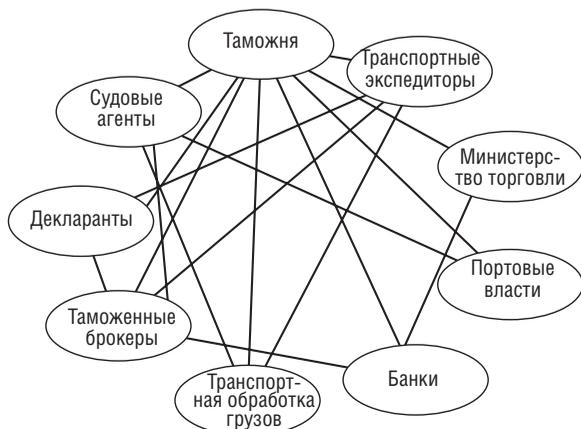 Таможня
Транспортные
экспедиторы
Судовые
агенты
Министерс-
тво торговли
Декларанты
Портовые
власти
Таможенные
брокеры
Банки
Транспорт-
ная обработка
грузов